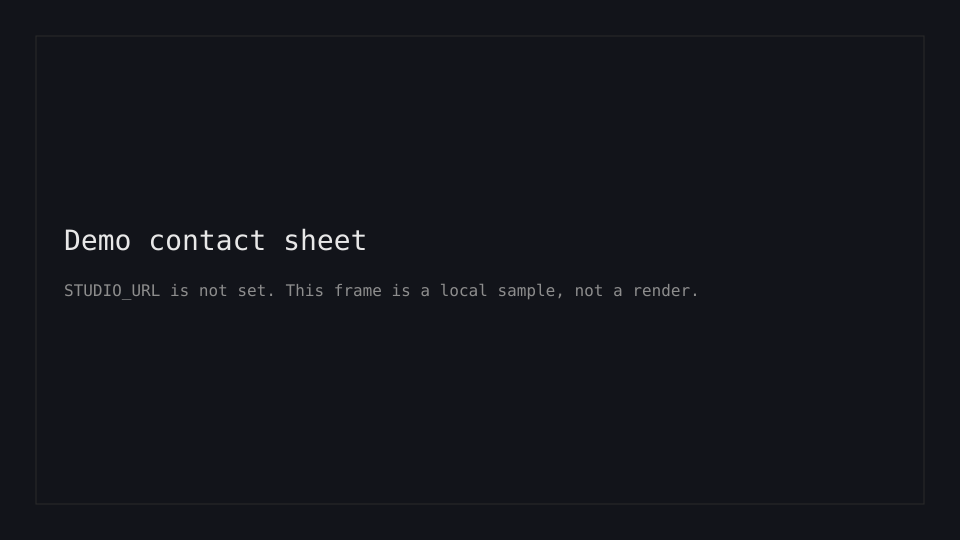 Demo contact sheet
STUDIO_URL is not set. This frame is a local sample, not a render.